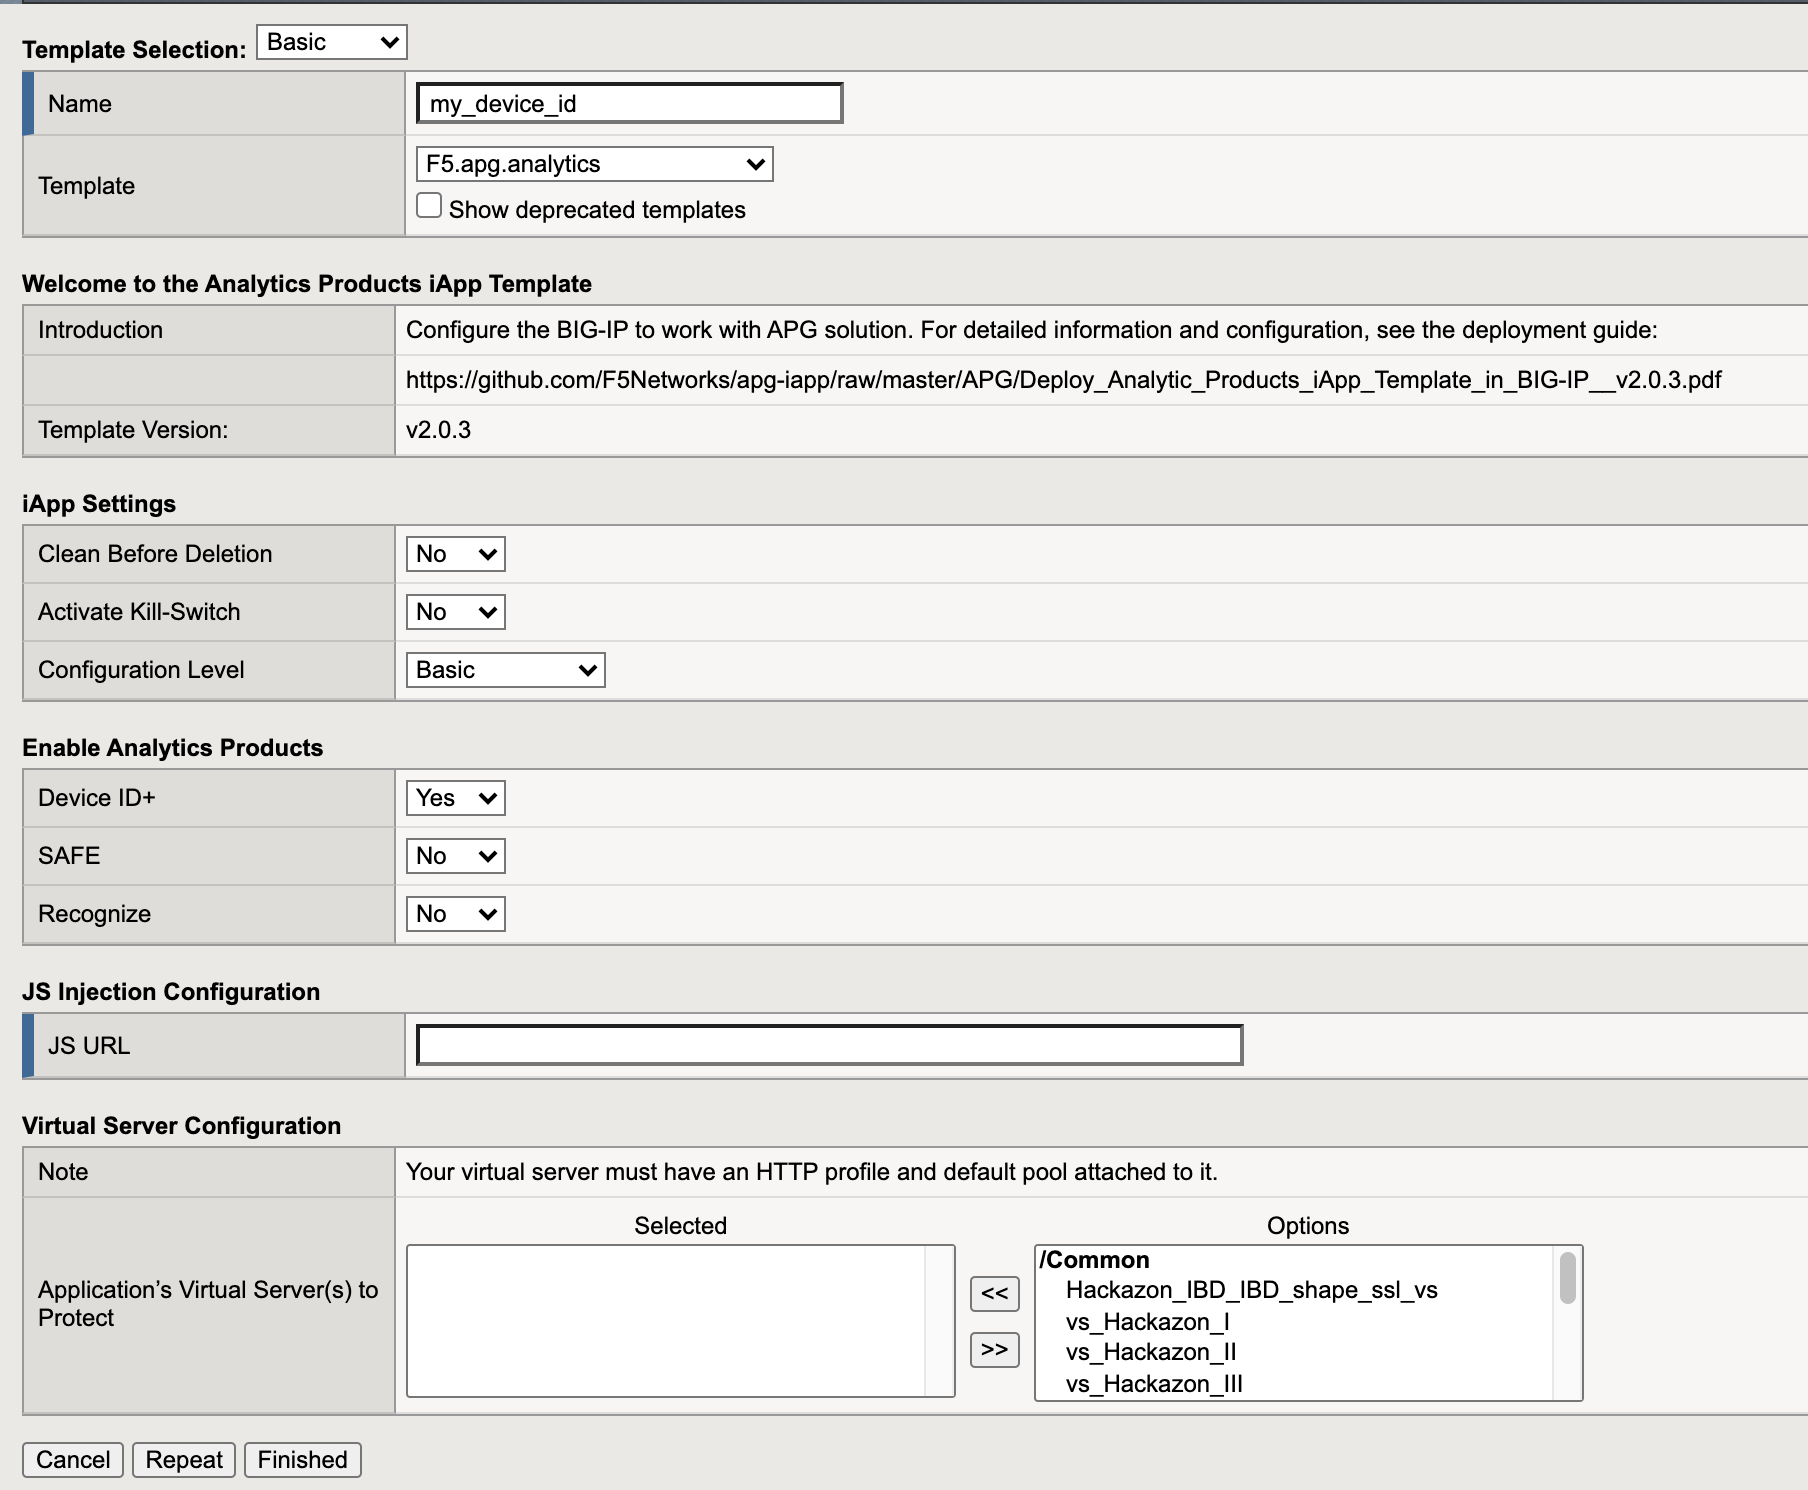 Template Selection: Basic
Name my_device_id
Template F5.apg.analytics
Show deprecated templates
Welcome to the Analytics Products iApp Template
Introduction Configure the BIG-IP to work with APG solution. For detailed information and configuration, see the deployment guide:
https://github.com/F5Networks/apg-iapp/raw/master/APG/Deploy_Analytic_Products_iApp_Template_in_BIG-IP__v2.0.3.pdf
Template Version: v2.0.3
iApp Settings
Clean Before Deletion No
Activate Kill-Switch No
Configuration Level Basic
Enable Analytics Products
Device ID+ Yes
SAFE No
Recognize No
JS Injection Configuration
JS URL
Virtual Server Configuration
Note Your virtual server must have an HTTP profile and default pool attached to it.
Application’s Virtual Server(s) to
Protect
Selected
<<
>>
Options
/Common
Hackazon_IBD_IBD_shape_ssl_vs
vs_Hackazon_I
vs_Hackazon_II
vs_Hackazon_III
Cancel Repeat Finished